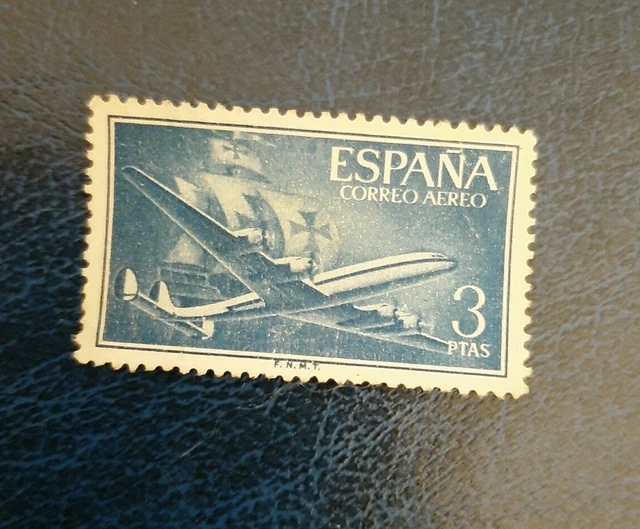 ESPAÑA
CORREO AEREO
3
PTAS
F. N. M. T.